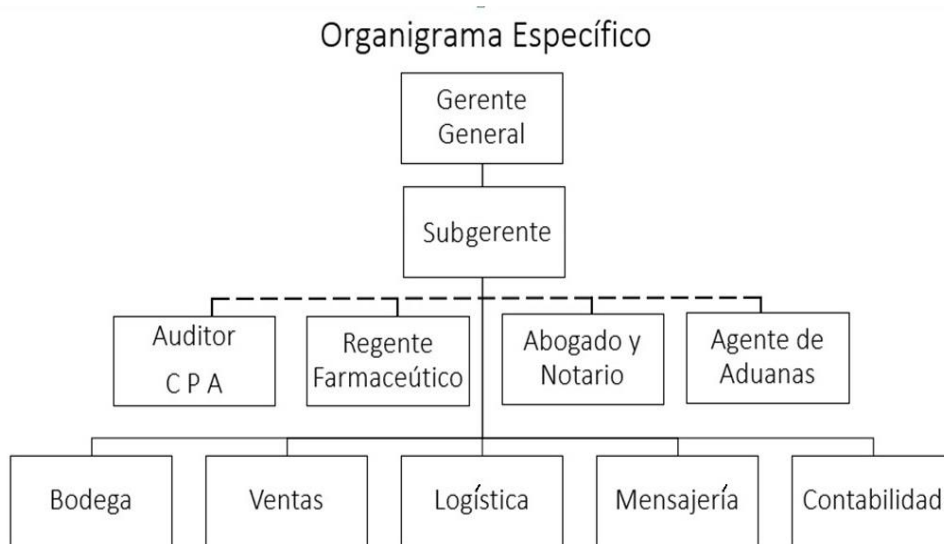 Organigrama Específico
Gerente
General
Subgerente
Auditor
C P A
Regente
Farmaceútico
Abogado y
Notario
Agente de
Aduanas
Bodega
Ventas
Logística
Mensajería
Contabilidad